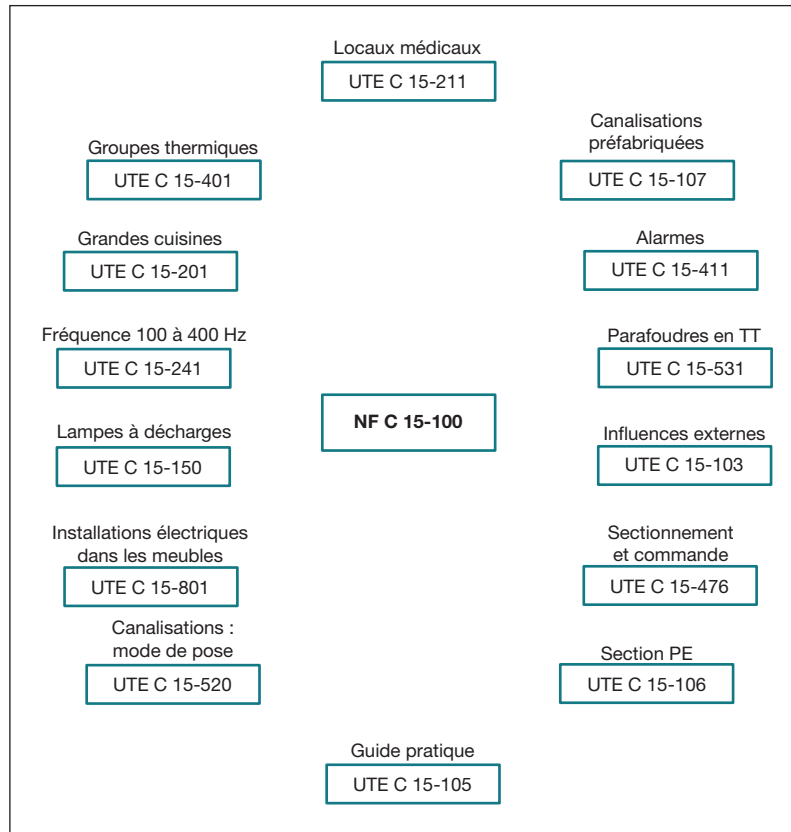 Locaux médicaux
UTE C 15-211
Groupes thermiques
UTE C 15-401
Canalisations
préfabriquées
UTE C 15-107
Grandes cuisines
UTE C 15-201
Alarmes
UTE C 15-411
Fréquence 100 à 400 Hz
UTE C 15-241
Parafoudres en TT
UTE C 15-531
NF C 15-100
Lampes à décharges
UTE C 15-150
Influences externes
UTE C 15-103
Installations électriques
dans les meubles
UTE C 15-801
Sectionnement
et commande
UTE C 15-476
Canalisations :
mode de pose
UTE C 15-520
Section PE
UTE C 15-106
Guide pratique
UTE C 15-105